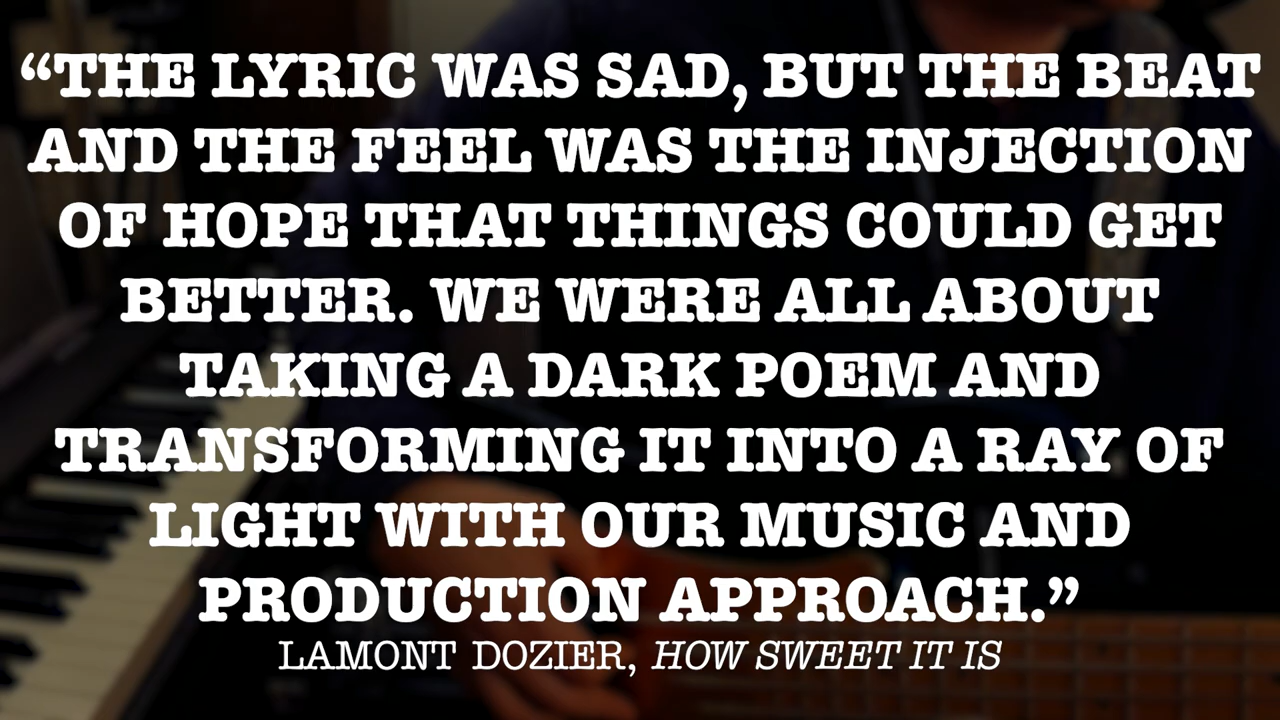 “THE LYRIC WAS SAD, BUT THE BEAT
AND THE FEEL WAS THE INJECTION
OF HOPE THAT THINGS COULD GET
BETTER. WE WERE ALL ABOUT
TAKING A DARK POEM AND
TRANSFORMING IT INTO A RAY OF
LIGHT WITH OUR MUSIC AND
PRODUCTION APPROACH.”
LAMONT DOZIER, HOW SWEET IT IS